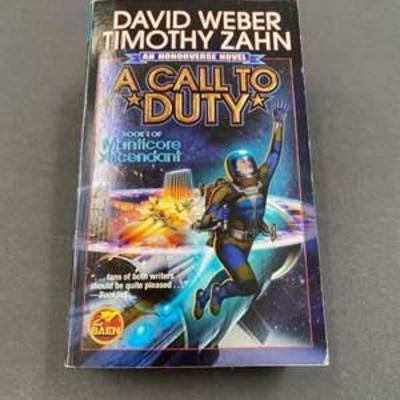 DAVID WEBER
TIMOTHY ZAHN
AN HONORVERSE NOVEL
A CALL TO
DUTY
BOOK I OF
Manticore
Ascendant
"...fans of both writers
should be quite pleased..."
—Booklist
BAEN